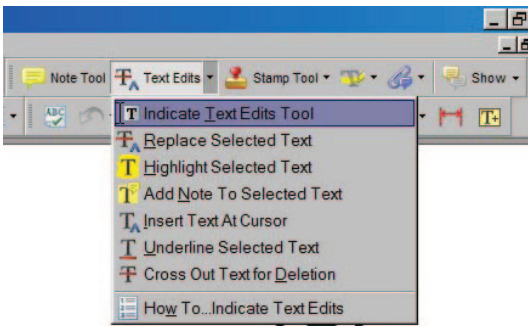 Note Tool Text Edits Stamp Tool Show
ABC T+
Indicate Text Edits Tool
Replace Selected Text
Highlight Selected Text
Add Note To Selected Text
Insert Text At Cursor
Underline Selected Text
Cross Out Text for Deletion
How To...Indicate Text Edits